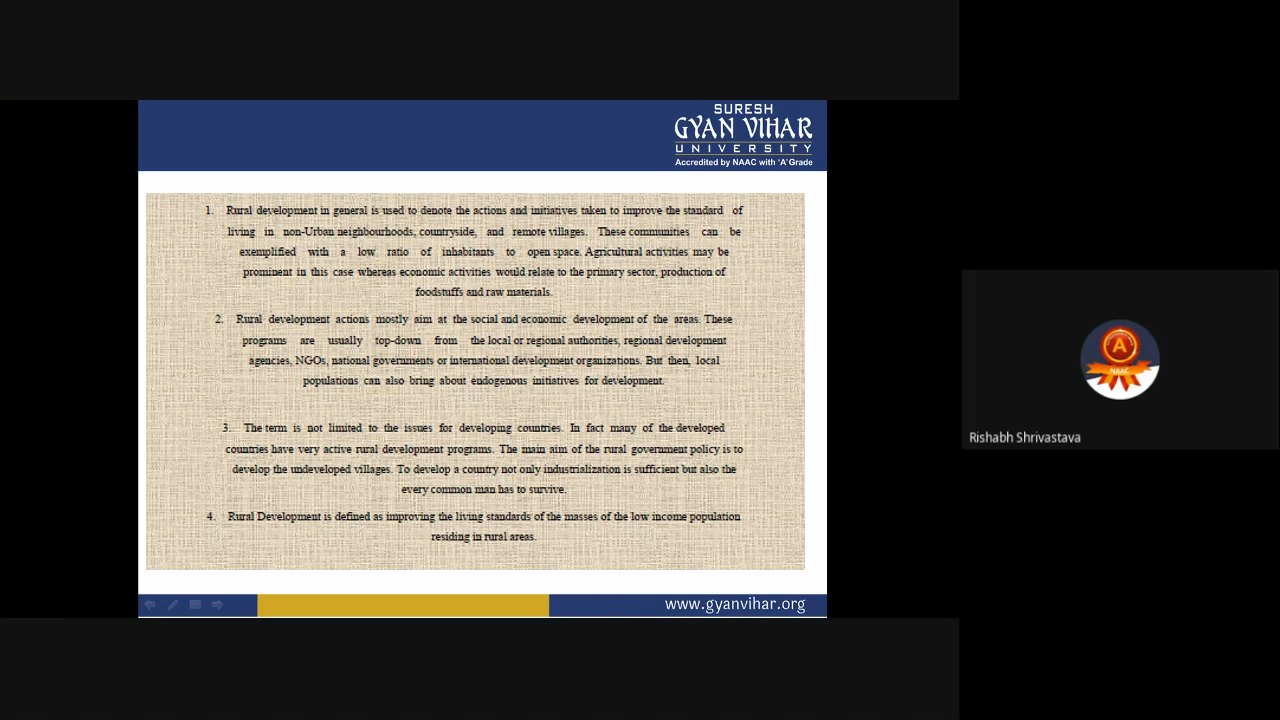 SURESH
GYAN VIHAR
UNIVERSITY
Accredited by NAAC with 'A' Grade
1. Rural development in general is used to denote the actions and initiatives taken to improve the standard of
living in non-Urban neighbourhoods, countryside, and remote villages. These communities can be
exemplified with a low ratio of inhabitants to open space. Agricultural activities may be
prominent in this case whereas economic activities would relate to the primary sector, production of
foodstuffs and raw materials.
2. Rural development actions mostly aim at the social and economic development of the areas. These
programs are usually top-down from the local or regional authorities, regional development
agencies, NGOs, national governments or international development organizations. But then, local
populations can also bring about endogenous initiatives for development.
3. The term is not limited to the issues for developing countries. In fact many of the developed
countries have very active rural development programs. The main aim of the rural government policy is to
develop the undeveloped villages. To develop a country not only industrialization is sufficient but also the
every common man has to survive.
4. Rural Development is defined as improving the living standards of the masses of the low income population
residing in rural areas.
www.gyanvihar.org
A
NAAC
Rishabh Shrivastava